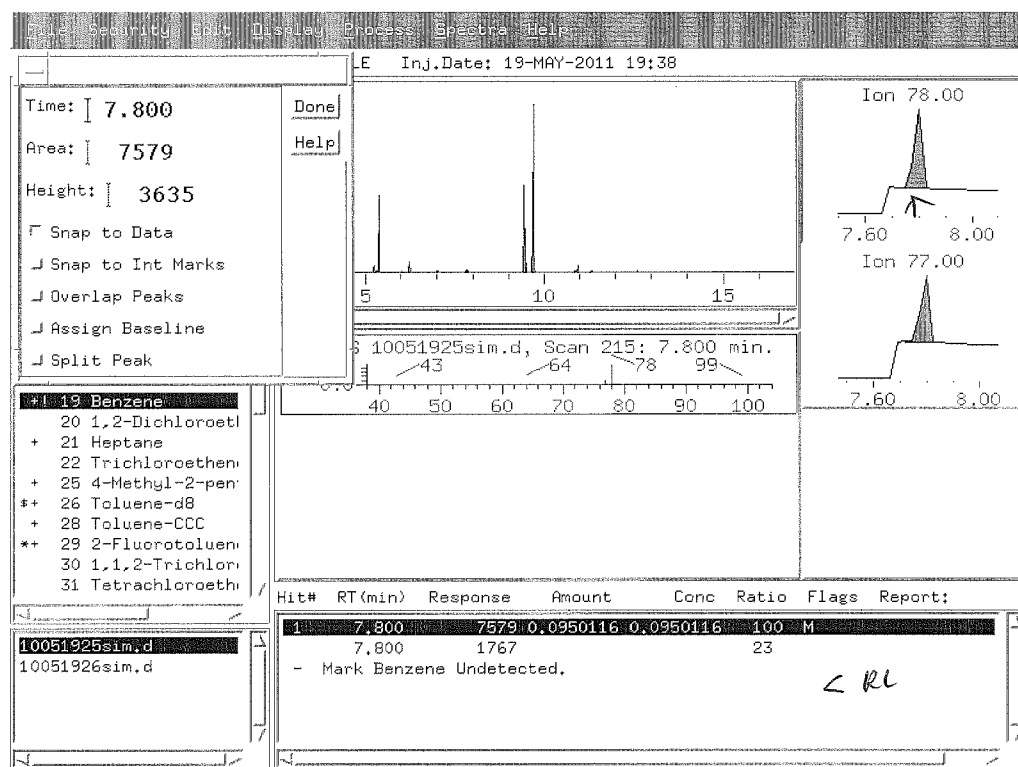 File Security Edit Display Process Spectra Help
LE Inj.Date: 19-MAY-2011 19:38
Time: 7.800
Done
Area: 7579
Help
Height: 3635
Snap to Data
Snap to Int Marks
Overlap Peaks
Assign Baseline
Split Peak
5 10 15
10051925sim.d, Scan 215: 7.800 min.
43 64 78 99
40 50 60 70 80 90 100
Ion 78.00
7.60 8.00
Ion 77.00
7.60 8.00
+! 19 Benzene
20 1,2-Dichloroetl
+ 21 Heptane
22 Trichloroethen
+ 25 4-Methyl-2-pen
$+ 26 Toluene-d8
+ 28 Toluene-CCC
*+ 29 2-Fluorotoluen
30 1,1,2-Trichlor
31 Tetrachloroeth
10051925sim.d
10051926sim.d
Hit# RT(min) Response Amount Conc Ratio Flags Report:
1 7.800 7579 0.0950116 0.0950116 100 M
7.800 1767 23
- Mark Benzene Undetected.
< RL